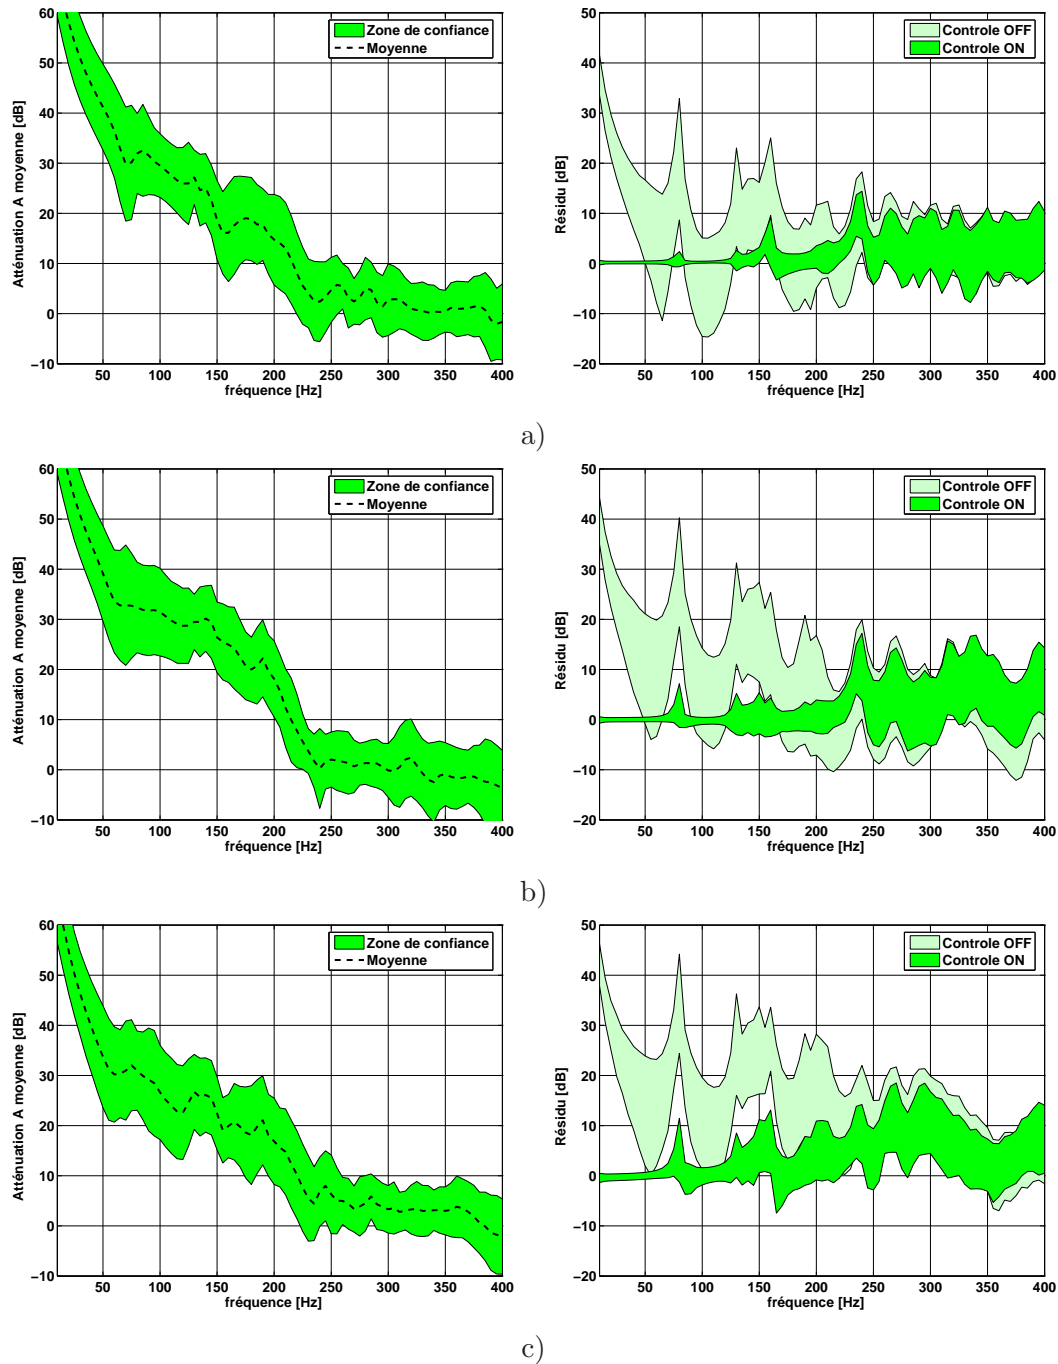 60
50
40
30
20
10
0
−10
Atténuation A moyenne [dB]
Zone de confiance
Moyenne
50 100 150 200 250 300 350 400
fréquence [Hz]
50
40
30
20
10
0
−10
−20
Résidu [dB]
Controle OFF
Controle ON
50 100 150 200 250 300 350 400
fréquence [Hz]
a)
60
50
40
30
20
10
0
−10
Atténuation A moyenne [dB]
Zone de confiance
Moyenne
50 100 150 200 250 300 350 400
fréquence [Hz]
50
40
30
20
10
0
−10
−20
Résidu [dB]
Controle OFF
Controle ON
50 100 150 200 250 300 350 400
fréquence [Hz]
b)
60
50
40
30
20
10
0
−10
Atténuation A moyenne [dB]
Zone de confiance
Moyenne
50 100 150 200 250 300 350 400
fréquence [Hz]
50
40
30
20
10
0
−10
−20
Résidu [dB]
Controle OFF
Controle ON
50 100 150 200 250 300 350 400
fréquence [Hz]
c)